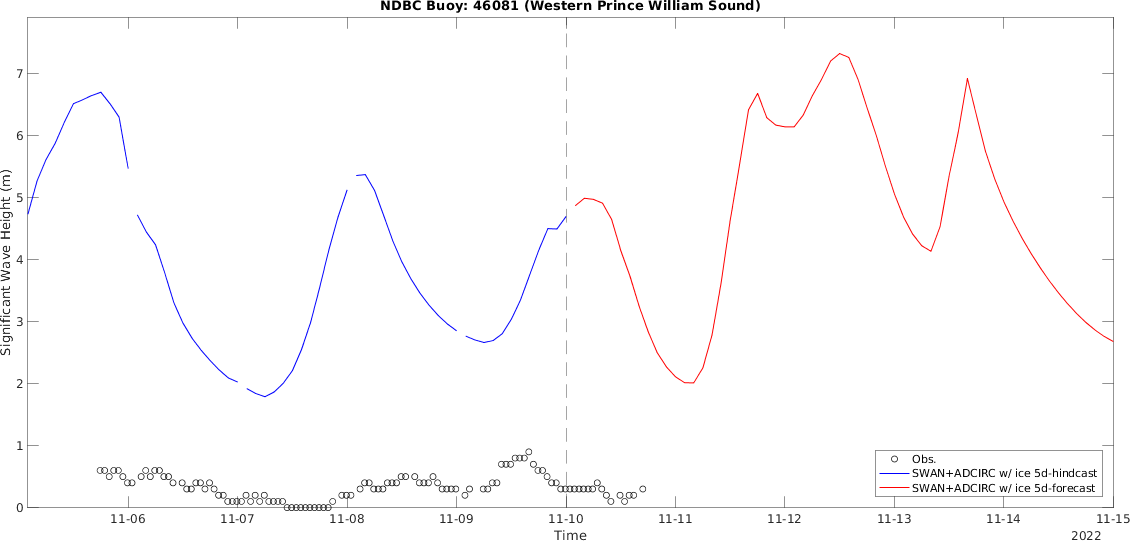 NDBC Buoy: 46081 (Western Prince William Sound)
Significant Wave Height (m)
7
6
5
4
3
2
1
0
Obs.
SWAN+ADCIRC w/ ice 5d-hindcast
SWAN+ADCIRC w/ ice 5d-forecast
11-06 11-07 11-08 11-09 11-10 11-11 11-12 11-13 11-14 11-15
Time
2022